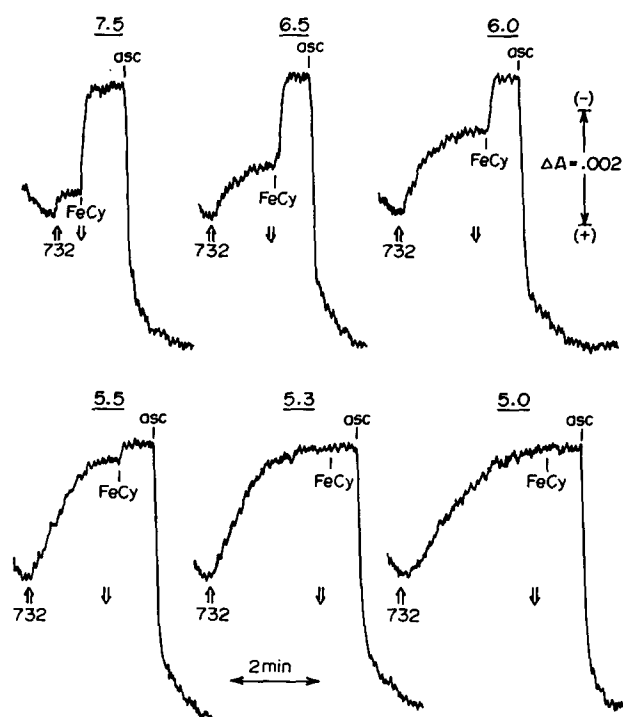 7.5
6.5
6.0
asc
asc
asc
(-)
ΔA = .002
(+)
FeCy
FeCy
FeCy
732
732
732
5.5
5.3
5.0
asc
asc
asc
FeCy
FeCy
FeCy
732
732
732
2 min